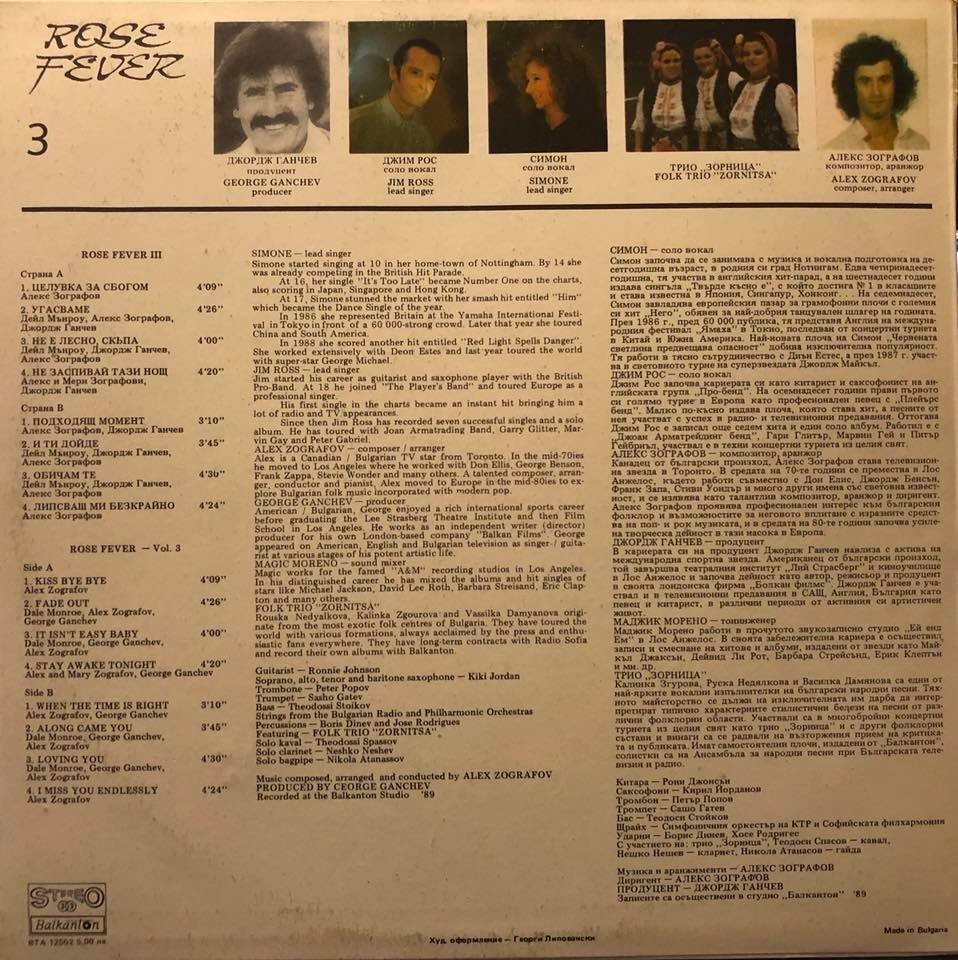 ROSE
FEVER
3
ДЖОРДЖ ГАНЧЕВ
продуцент
GEORGE GANCHEV
producer
ДЖИМ РОС
соло вокал
JIM ROSS
lead singer
СИМОН
соло вокал
SIMONE
lead singer
ТРИО „ЗОРНИЦА"
FOLK TRIO "ZORNITSA"
АЛЕКС ЗОГРАФОВ
композитор, аранжор
ALEX ZOGRAFOV
composer, arranger
ROSE FEVER III
Страна А
1. ЦЕЛУВКА ЗА СБОГОМ 4'09"
Алекс Зографов
2. УГАСВАМЕ 4'26"
Дейл Мънроу, Алекс Зографов,
Джордж Ганчев
3. НЕ Е ЛЕСНО, СКЪПА 4'00"
Дейл Мънроу, Джордж Ганчев,
Алекс Зографов
4. НЕ ЗАСПИВАЙ ТАЗИ НОЩ 4'20"
Алекс и Мери Зографови,
Джордж Ганчев
Страна В
1. ПОДХОДЯЩ МОМЕНТ 3'10"
Алекс Зографов, Джордж Ганчев
2. И ТИ ДОЙДЕ 3'45"
Дейл Мънроу, Джордж Ганчев,
Алекс Зографов
3. ОБИЧАМ ТЕ 4'30"
Дейл Мънроу, Джордж Ганчев,
Алекс Зографов
4. ЛИПСВАШ МИ БЕЗКРАЙНО 4'24"
Алекс Зографов
ROSE FEVER — Vol. 3
Side A
1. KISS BYE BYE 4'09"
Alex Zografov
2. FADE OUT 4'26"
Dale Monroe, Alex Zografov,
George Ganchev
3. IT ISN'T EASY BABY 4'00"
Dale Monroe, George Ganchev,
Alex Zografov
4. STAY AWAKE TONIGHT 4'20"
Alex and Mary Zografov, George Ganchev
Side B
1. WHEN THE TIME IS RIGHT 3'10"
Alex Zografov, George Ganchev
2. ALONG CAME YOU 3'45"
Dale Monroe, George Ganchev,
Alex Zografov
3. LOVING YOU 4'30"
Dale Monroe, George Ganchev,
Alex Zografov
4. I MISS YOU ENDLESSLY 4'24"
Alex Zografov
SIMONE — lead singer
Simone started singing at 10 in her home-town of Nottingham. By 14 she
was already competing in the British Hit Parade.
At 16, her single "It's Too Late" became Number One on the charts,
also scoring in Japan, Singapore and Hong Kong.
At 17, Simone stunned the market with her smash hit entitled "Him"
which became the Dance Single of the year.
In 1986 she represented Britain at the Yamaha International Festi-
val in Tokyo in front of a 60 000-strong crowd. Later that year she toured
China and South America.
In 1988 she scored another hit entitled "Red Light Spells Danger".
She worked extensively with Deon Estes and last year toured the world
with super-star George Michael.
JIM ROSS — lead singer
Jim started his career as guitarist and saxophone player with the British
Pro-Band. At 18 he joined "The Player's Band" and toured Europe as a
professional singer.
His first single in the charts became an instant hit bringing him a
lot of radio and TV appearances.
Since then Jim Ross has recorded seven successful singles and a solo
album. He has toured with Joan Armatrading Band, Garry Glitter, Mar-
vin Gay and Peter Gabriel.
ALEX ZOGRAFOV — composer / arranger
Alex is a Canadian / Bulgarian TV star from Toronto. In the mid-70ies
he moved to Los Angeles where he worked with Don Ellis, George Benson,
Frank Zappa, Stevie Wonder and many others. A talented composer, arran-
ger, conductor and pianist, Alex moved to Europe in the mid-80ies to ex-
plore Bulgarian folk music incorporated with modern pop.
GEORGE GANCHEV — producer
American / Bulgarian, George enjoyed a rich international sports career
before graduating the Lee Strasberg Theatre Institute and then Film
School in Los Angeles. He works as an independent writer (director)
producer for his own London-based company "Balkan Films". George
appeared on American, English and Bulgarian television as singer / guita-
rist at various stages of his potent artistic life.
MAGIC MORENO — sound mixer
Magic works for the famed "A&M" recording studios in Los Angeles.
In his distinguished career he has mixed the albums and hit singles of
stars like Michael Jackson, David Lee Roth, Barbara Streisand, Eric Clap-
ton and many others.
FOLK TRIO "ZORNITSA"
Rouska Nedyalkova, Kalinka Zgourova and Vassilka Damyanova origi-
nate from the most exotic folk centres of Bulgaria. They have toured the
world with various formations, always acclaimed by the press and enthu-
siastic fans everywhere. They have long-term contracts with Radio Sofia
and record their own albums with Balkanton.
Guitarist — Ronnie Johnson
Soprano, alto, tenor and baritone saxophone — Kiki Jordan
Trombone — Peter Popov
Trumpet — Sasho Gatev
Bass — Theodossi Stoikov
Strings from the Bulgarian Radio and Philharmonic Orchestras
Percussions — Boris Dinev and Jose Rodrigues
Featuring — FOLK TRIO "ZORNITSA"
Solo kaval — Theodossi Spassov
Solo clarinet — Neshko Neshev
Solo bagpipe — Nikola Atanassov
Music composed, arranged and conducted by ALEX ZOGRAFOV
PRODUCED BY CEORGE GANCHEV
Recorded at the Balkanton Studio '89
СИМОН — соло вокал
Симон започва да се занимава с музика и вокална подготовка на де-
сетгодишна възраст, в родния си град Нотингам. Едва четиринадесет-
годишна, тя участва в английския хит-парад, а на шестнадесет години
издава сингъла „Твърде късно е", с който достига № 1 в класациите
и става известна в Япония, Сингапур, Хонконг. . . На седемнадесет,
Симон завладява европейския пазар за грамофонни плочи с големия
си хит „Него", обявен за най-добрия танцувален шлагер на годината.
През 1986 г., пред 60 000 публика, тя представя Англия на междуна-
родния фестивал „Ямаха" в Токио, последван от концертни турнета
в Китай и Южна Америка. Най-новата плоча на Симон „Червената
светлина предвещава опасност" добива изключителна популярност.
Тя работи в тясно сътрудничество с Диън Естес, а през 1987 г. участ-
ва в световното турне на суперзвездата Джордж Майкъл.
ДЖИМ РОС — соло вокал
Джим Рос започва кариерата си като китарист и саксофонист на ан-
глийската група „Про-бенд". На осемнадесет години прави първото
си голямо турне в Европа като професионален певец с „Плейърс
бенд". Малко по-късно издава плоча, която става хит, а песните от
нея участват с успех в радио- и телевизионни предавания. Оттогава
Джим Рос е записал още седем хита и един соло албум. Работил е с
„Джоан Арматрейдинг бенд", Гари Глитър, Марвин Гей и Питър
Гейбриъл, участвал е в техни концертни турнета из целия свят.
АЛЕКС ЗОГРАФОВ — композитор, аранжор
Канадец от български произход, Алекс Зографов става телевизион-
на звезда в Торонто. В средата на 70-те години се премества в Лос
Анжелос, където работи съвместно с Дон Елис, Джордж Бенсън,
Франк Запа, Стиви Уондър и много други имена със световна извест-
ност, и се изявява като талантлив композитор, аранжор и диригент.
Алекс Зографов проявява професионален интерес към българския
фолклор и възможностите за неговото вплитане с изразните средст-
ва на поп- и рок музиката, и в средата на 80-те години започва усиле-
на творческа дейност в тази насока в Европа.
ДЖОРДЖ ГАНЧЕВ — продуцент
В кариерата си на продуцент Джордж Ганчев навлиза с актива на
международна спортна звезда. Американец от български произход,
той завършва театралния институт „Лий Страсберг" и киноучилище
в Лос Анжелос и започва дейност като автор, режисьор и продуцент
в своята лондонска фирма „Болкан филмс". Джордж Ганчев е участ-
вал и в телевизионни предавания в САЩ, Англия, България като
певец и китарист, в различни периоди от активния си артистичен
живот.
МАДЖИК МОРЕНО — тонинженер
Маджик Морено работи в прочутото звукозаписно студио „Ей енд
Ем" в Лос Анжелос. В своята забележителна кариера е осъществил
записи и смесване на хитове и албуми, издадени от звезди като Май-
къл Джаксън, Дейвид Ли Рот, Барбара Стрейсънд, Ерик Клептън
и мн. др.
ТРИО „ЗОРНИЦА"
Калинка Згурова, Руска Недялкова и Василка Дамянова са едни от
най-ярките вокални изпълнителки на български народни песни. Тях-
ното майсторство се дължи на изключителния им дарба да интер-
претират типично характерните стилистични белези на песни от раз-
лични фолклорни области. Участвали са в многобройни концертни
турнета из целия свят като трио „Зорница" и с други фолклорни
състави и винаги са се радвали на възторжения прием на критика-
та и публиката. Имат самостоятелни плочи, издадени от „Балкантон",
солистки са на Ансамбъла за народни песни при Българската теле-
визия и радио.
Китара — Рони Джонсън
Саксофони — Кирил Йорданов
Тромбон — Петър Попов
Тромпет — Сашо Гатев
Бас — Теодоси Стойков
Щрайх — Симфоничния оркестър на КТР и Софийската филхармония
Ударни — Борис Динев, Хосе Родригес
С участието на: трио „Зорница", Теодоси Спасов — кавал,
Нешко Нешев — кларнет, Никола Атанасов — гайда
Музика и аранжименти — АЛЕКС ЗОГРАФОВ
Диригент — АЛЕКС ЗОГРАФОВ
ПРОДУЦЕНТ — ДЖОРДЖ ГАНЧЕВ
Записите са осъществени в студио „Балкантон" '89
STEREO
Balkanton
ВТА 12502 5,00 лв
Худ. оформление — Георги Липовански
Made in Bulgaria